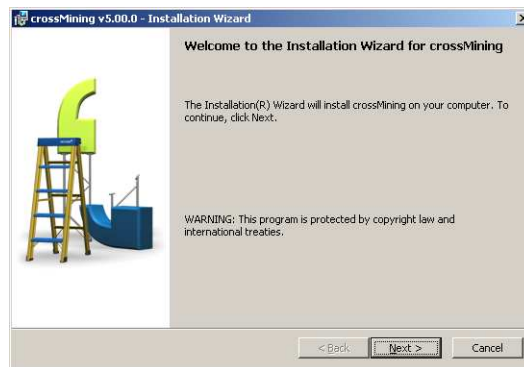 crossMining v5.00.0 - Installation Wizard
Welcome to the Installation Wizard for crossMining
The Installation(R) Wizard will install crossMining on your computer. To
continue, click Next.
WARNING: This program is protected by copyright law and
international treaties.
< Back Next > Cancel